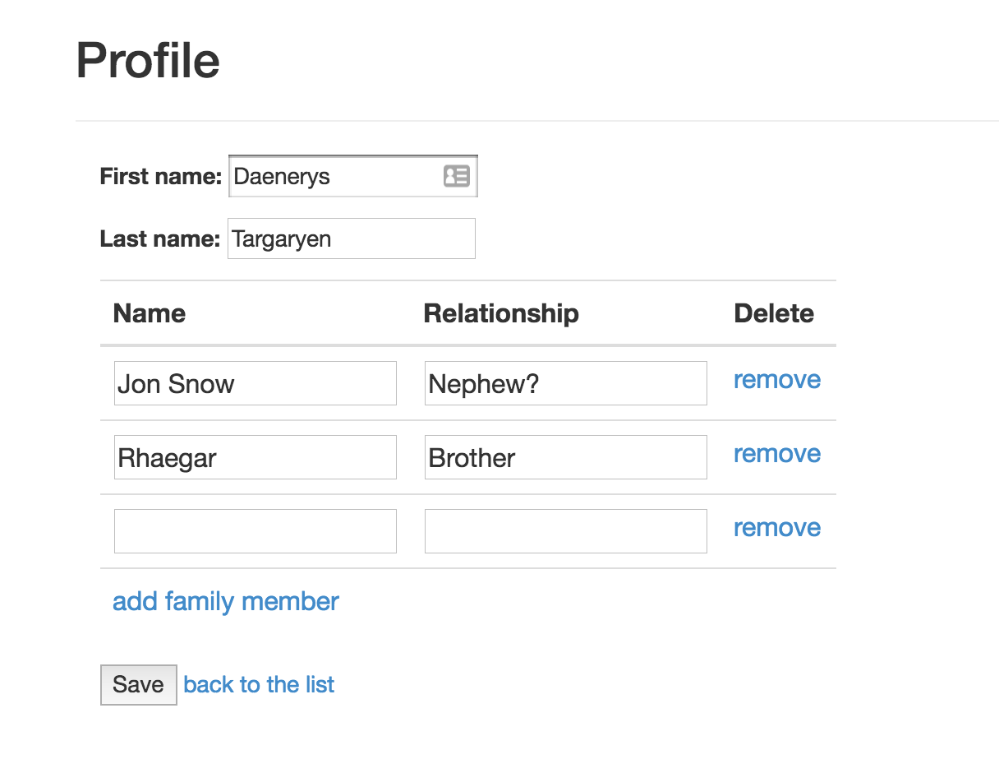 Profile
First name: Daenerys
Last name: Targaryen
Name Relationship Delete
Jon Snow Nephew? remove
Rhaegar Brother remove
remove
add family member
Save back to the list